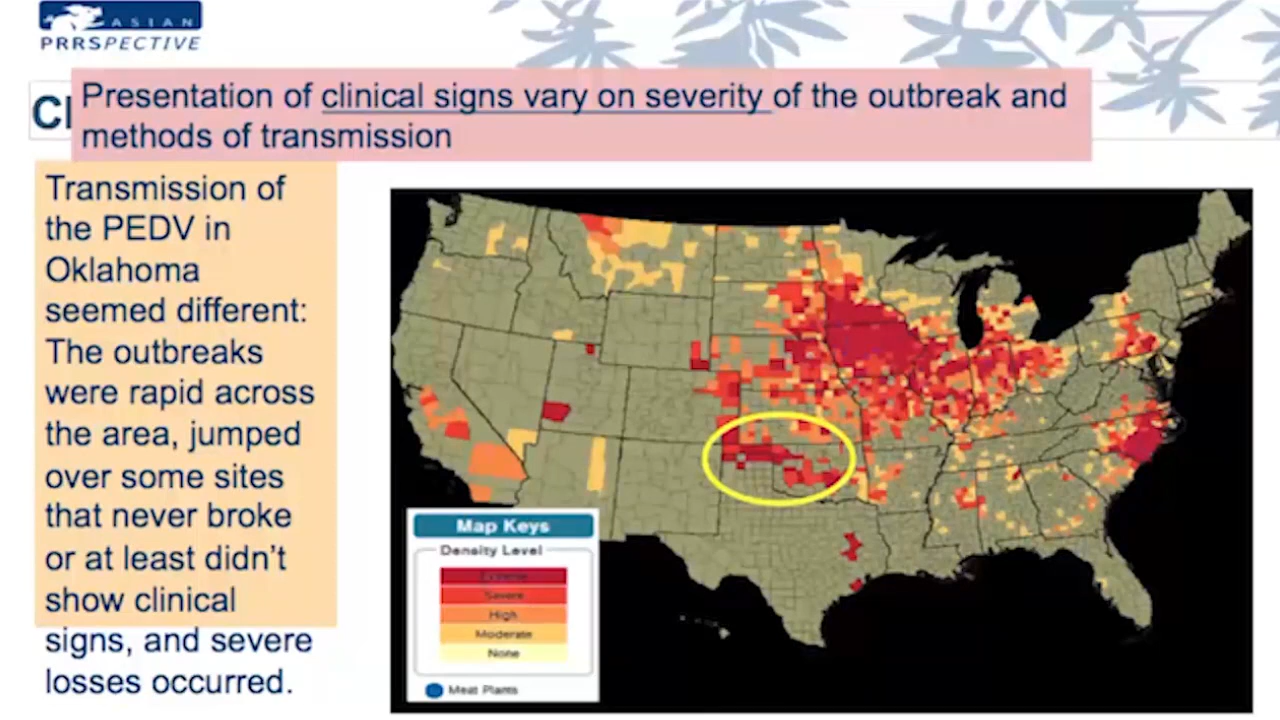 ASIAN
PRRSPECTIVE
Cl
Presentation of clinical signs vary on severity of the outbreak and
methods of transmission
Transmission of
the PEDV in
Oklahoma
seemed different:
The outbreaks
were rapid across
the area, jumped
over some sites
that never broke
or at least didn't
show clinical
signs, and severe
losses occurred.
Map Keys
Density Level
Extreme
Severe
High
Moderate
None
Meat Plants